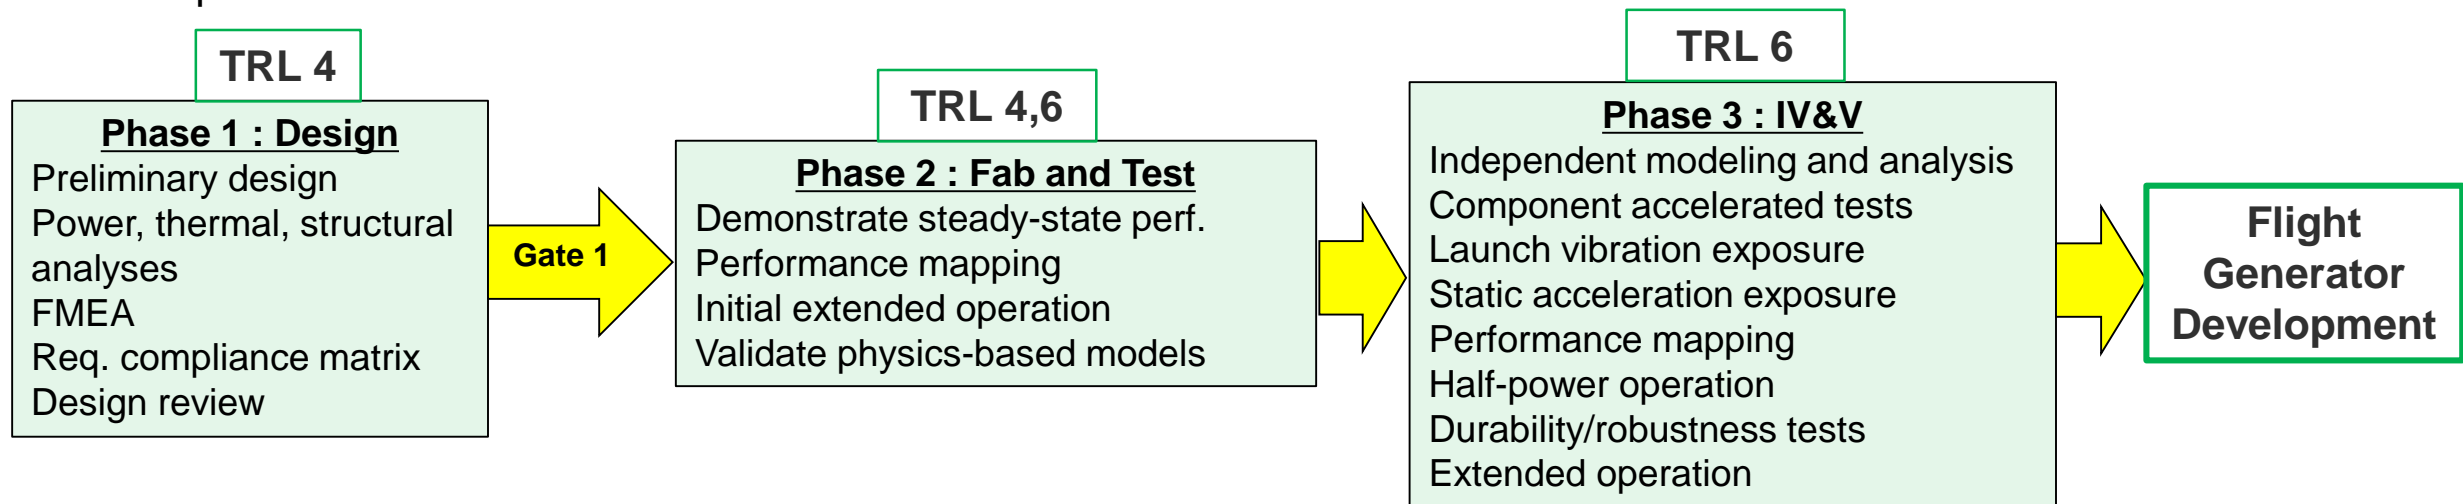 TRL 4
Phase 1 : Design
Preliminary design
Power, thermal, structural
analyses
FMEA
Req. compliance matrix
Design review
Gate 1
TRL 4,6
Phase 2 : Fab and Test
Demonstrate steady-state perf.
Performance mapping
Initial extended operation
Validate physics-based models
TRL 6
Phase 3 : IV&V
Independent modeling and analysis
Component accelerated tests
Launch vibration exposure
Static acceleration exposure
Performance mapping
Half-power operation
Durability/robustness tests
Extended operation
Flight
Generator
Development